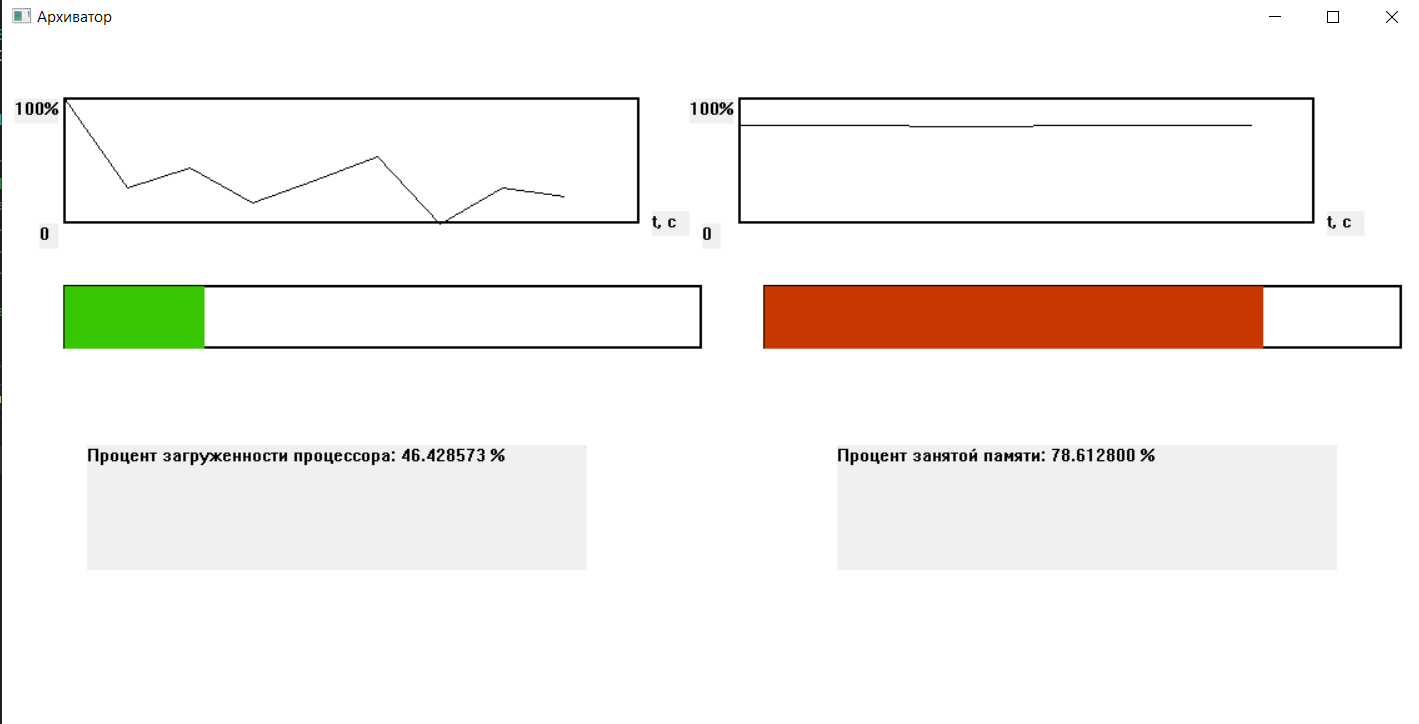 Архиватор
100%
0
t, c
100%
0
t, c
Процент загруженности процессора: 46.428573 %
Процент занятой памяти: 78.612800 %